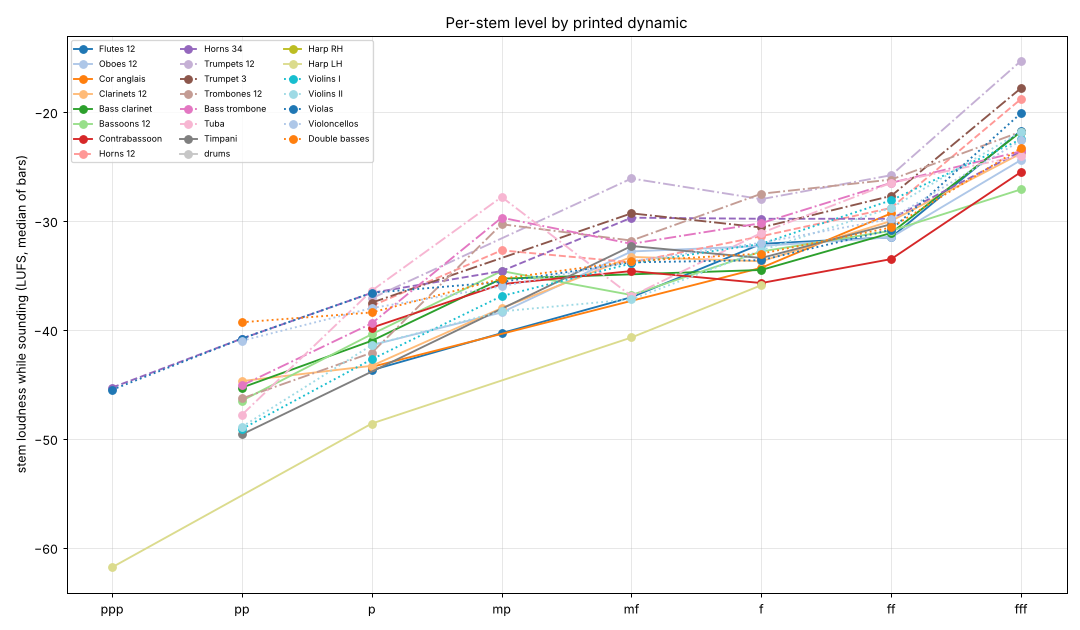 Per-stem level by printed dynamic
stem loudness while sounding (LUFS, median of bars)
Flutes 12
Oboes 12
Cor anglais
Clarinets 12
Bass clarinet
Bassoons 12
Contrabassoon
Horns 12
Horns 34
Trumpets 12
Trumpet 3
Trombones 12
Bass trombone
Tuba
Timpani
drums
Harp RH
Harp LH
Violins I
Violins II
Violas
Violoncellos
Double basses
−20
−30
−40
−50
−60
ppp pp p mp mf f ff fff